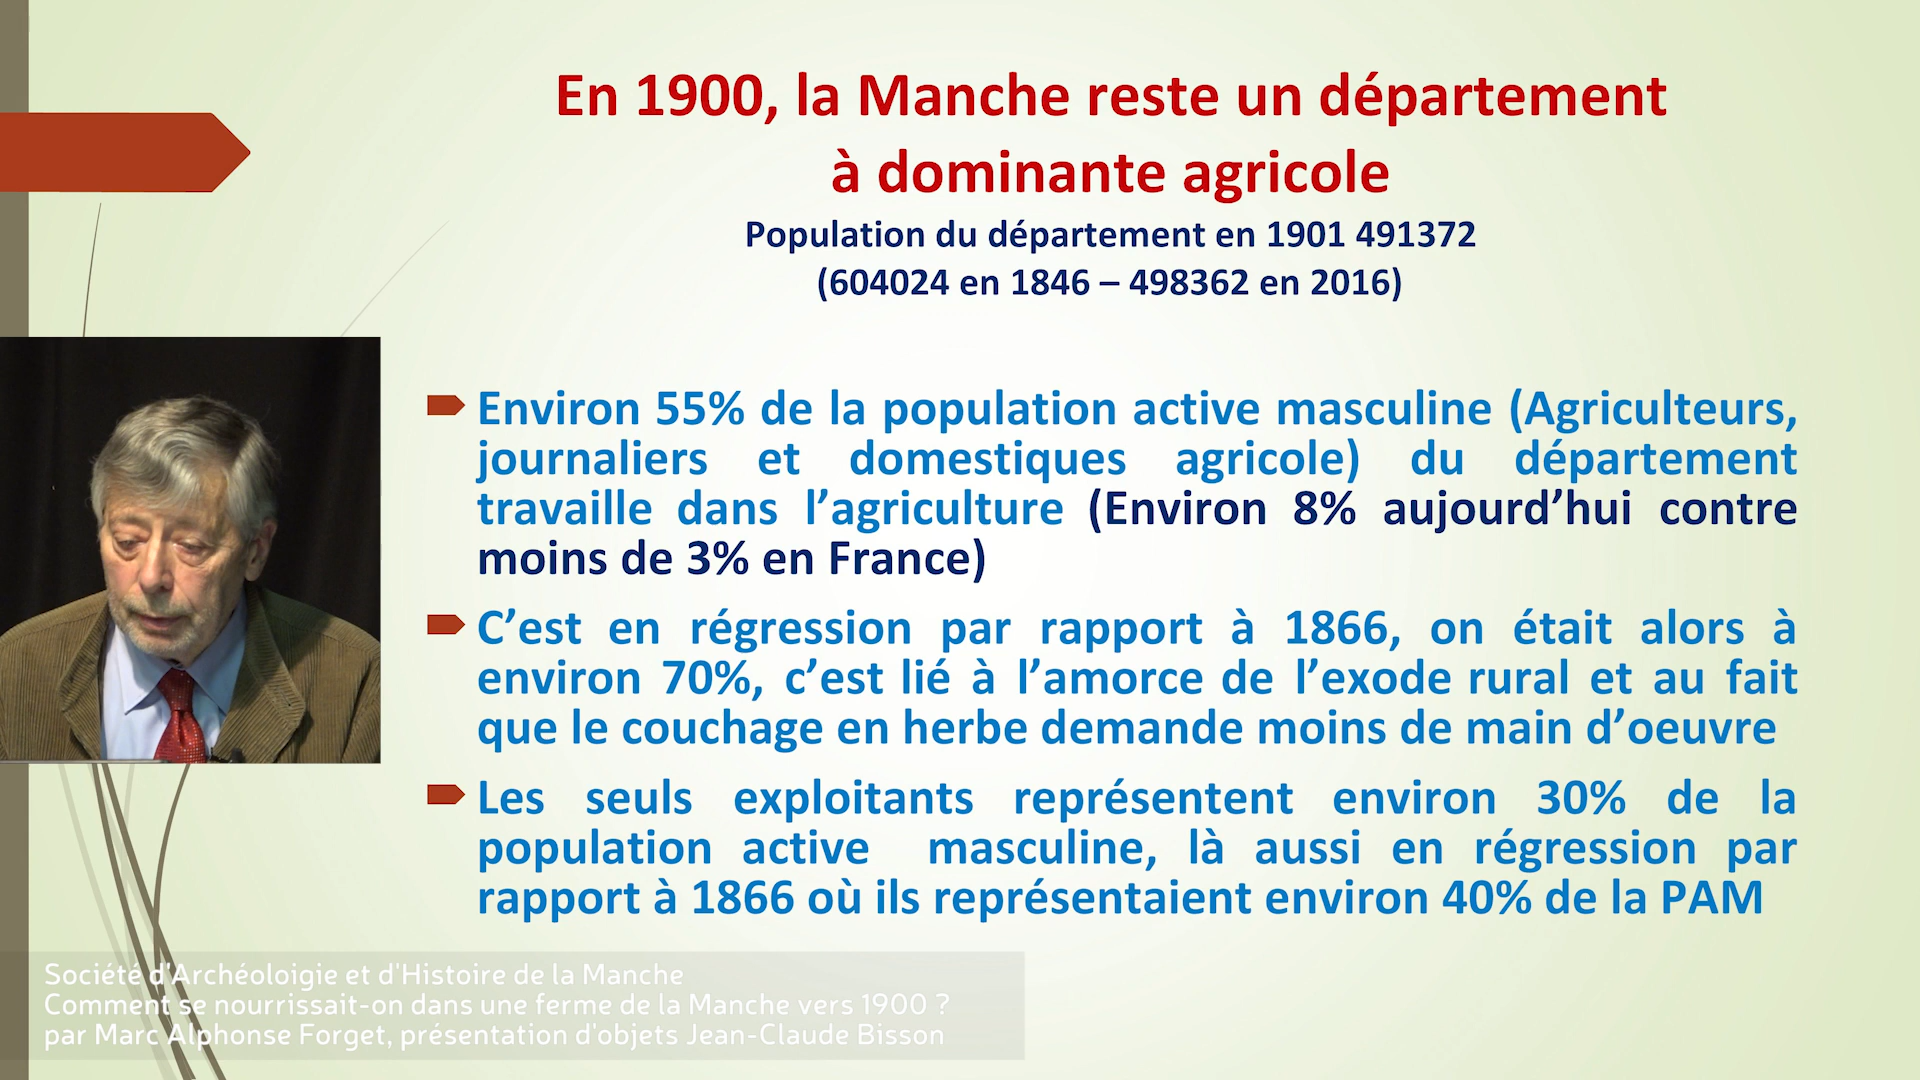 En 1900, la Manche reste un département
à dominante agricole
Population du département en 1901 491372
(604024 en 1846 – 498362 en 2016)
Environ 55% de la population active masculine (Agriculteurs,
journaliers et domestiques agricole) du département
travaille dans l’agriculture (Environ 8% aujourd’hui contre
moins de 3% en France)
C’est en régression par rapport à 1866, on était alors à
environ 70%, c’est lié à l’amorce de l’exode rural et au fait
que le couchage en herbe demande moins de main d’oeuvre
Les seuls exploitants représentent environ 30% de la
population active masculine, là aussi en régression par
rapport à 1866 où ils représentaient environ 40% de la PAM
Société d'Archéoloigie et d'Histoire de la Manche
Comment se nourrissait-on dans une ferme de la Manche vers 1900 ?
par Marc Alphonse Forget, présentation d'objets Jean-Claude Bisson